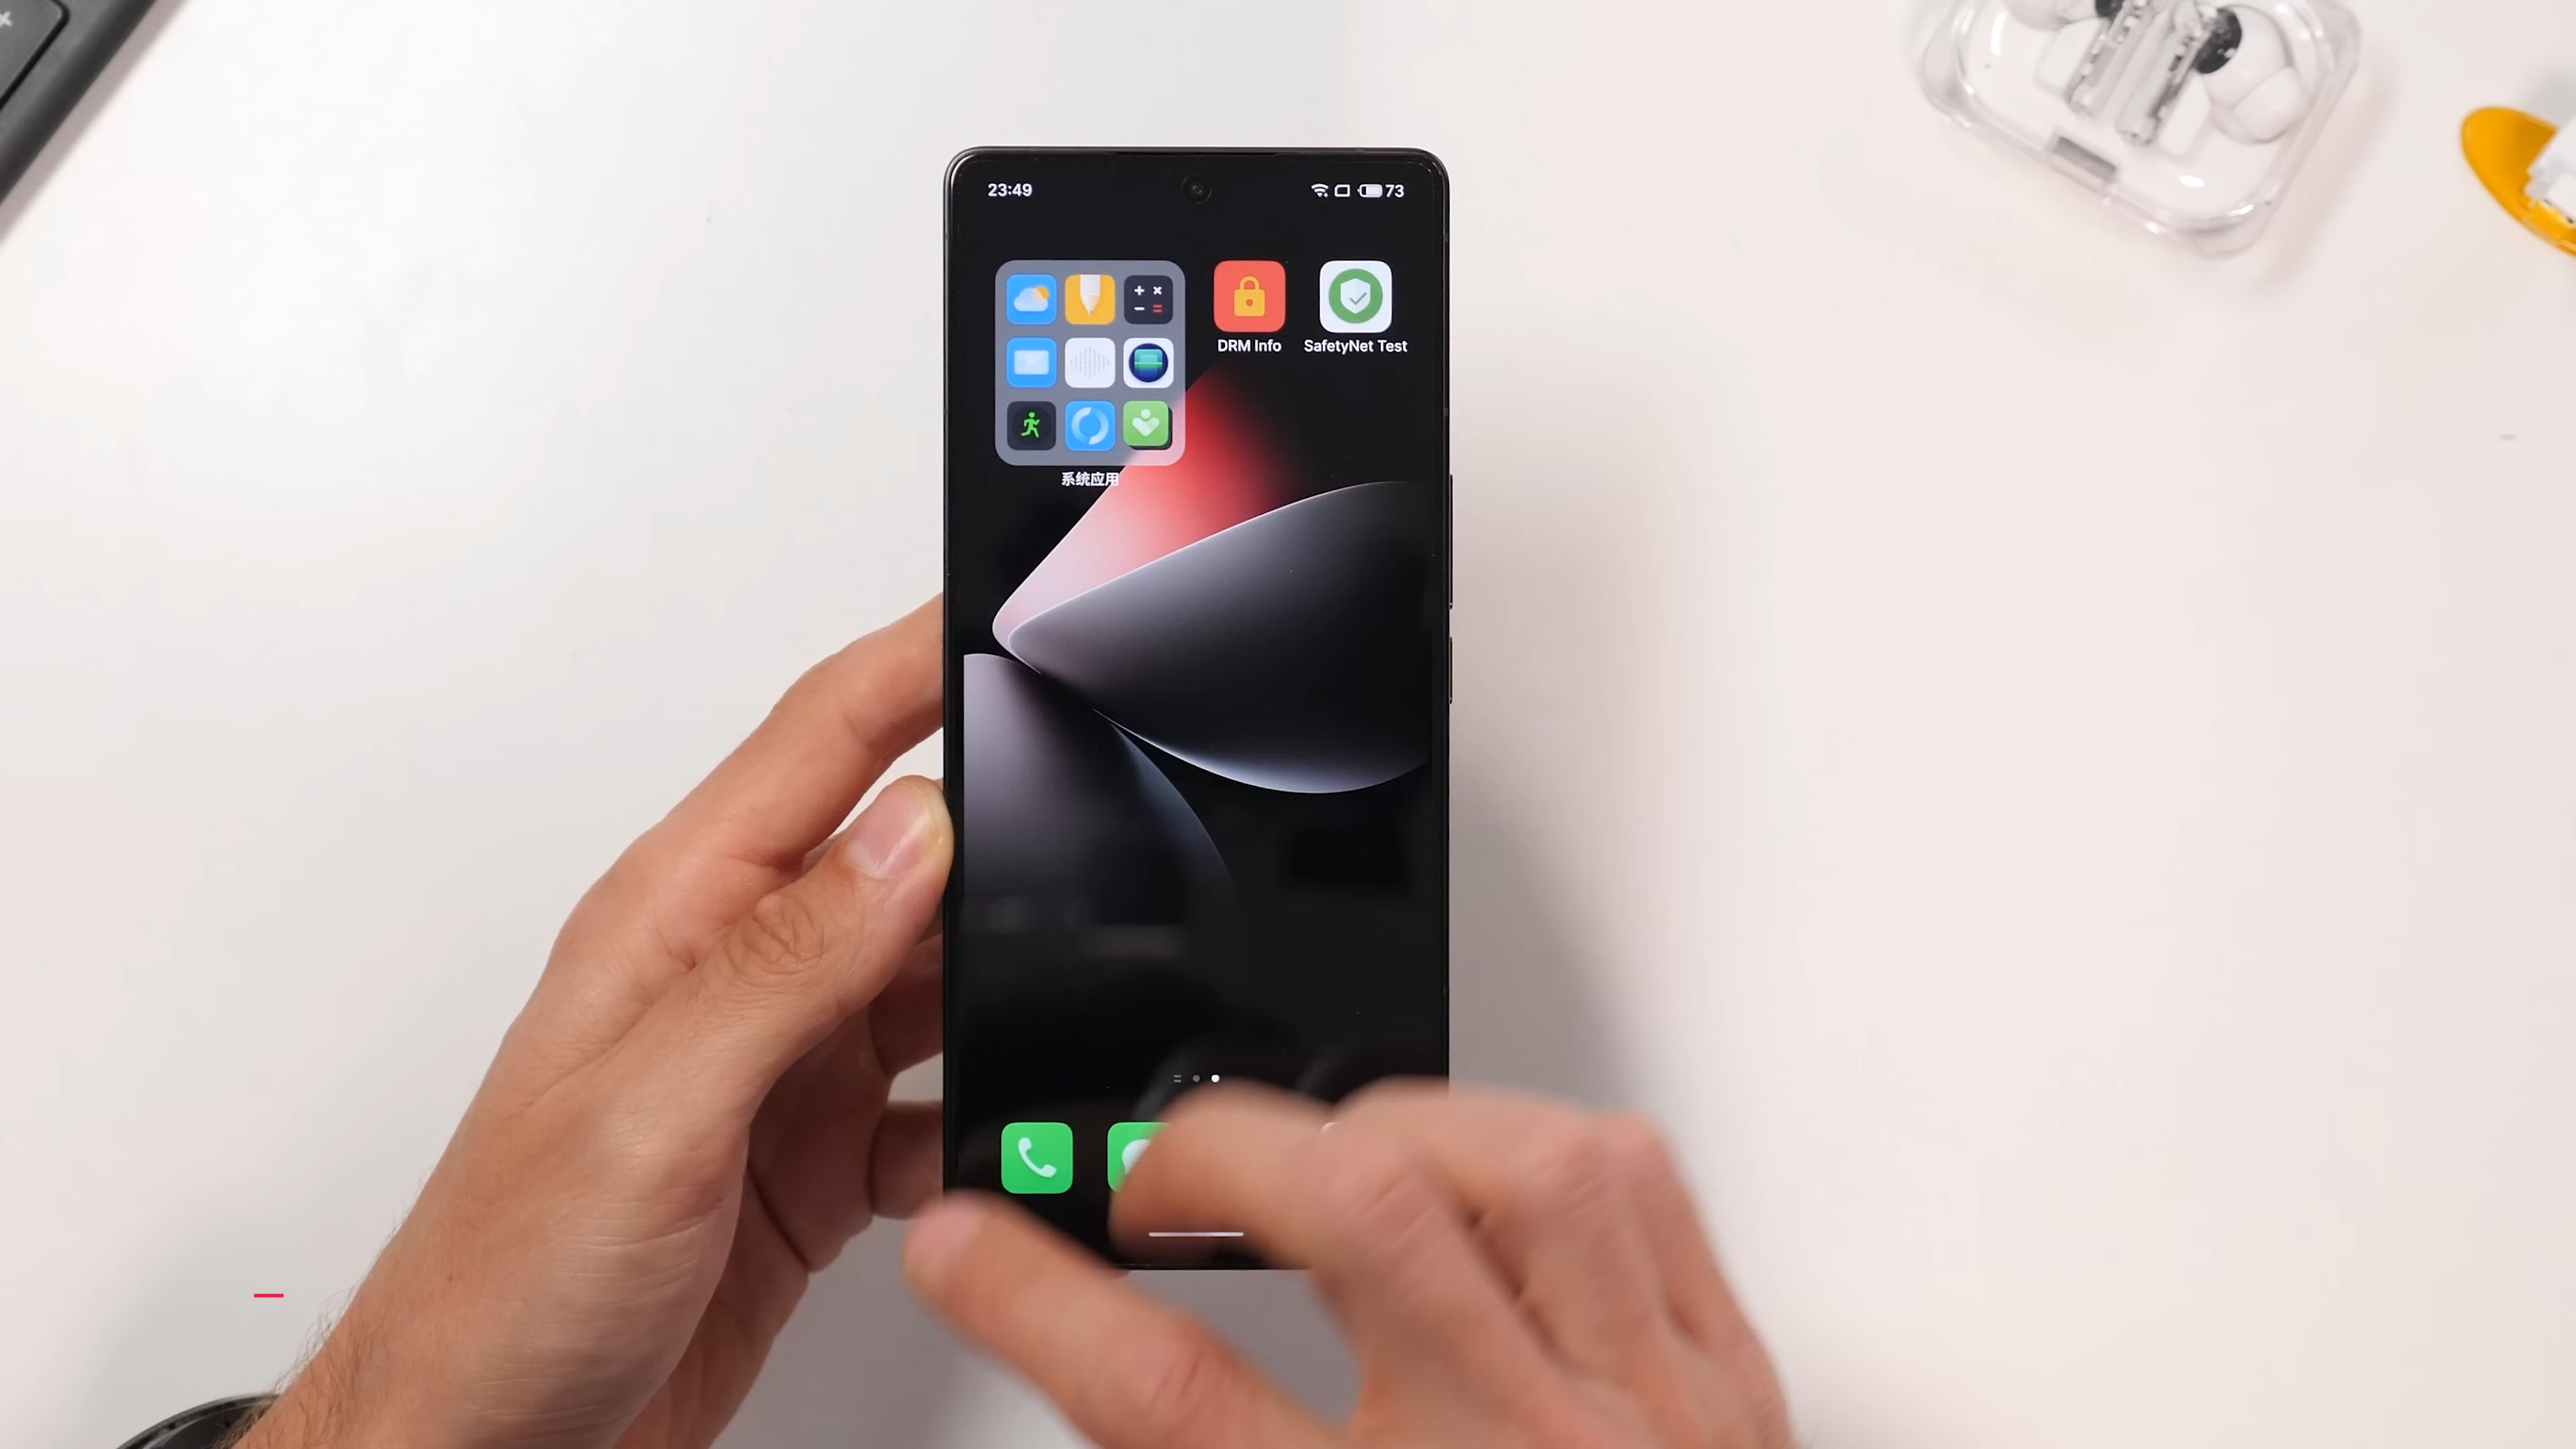 23:49
73
DRM Info
SafetyNet Test
系统应用